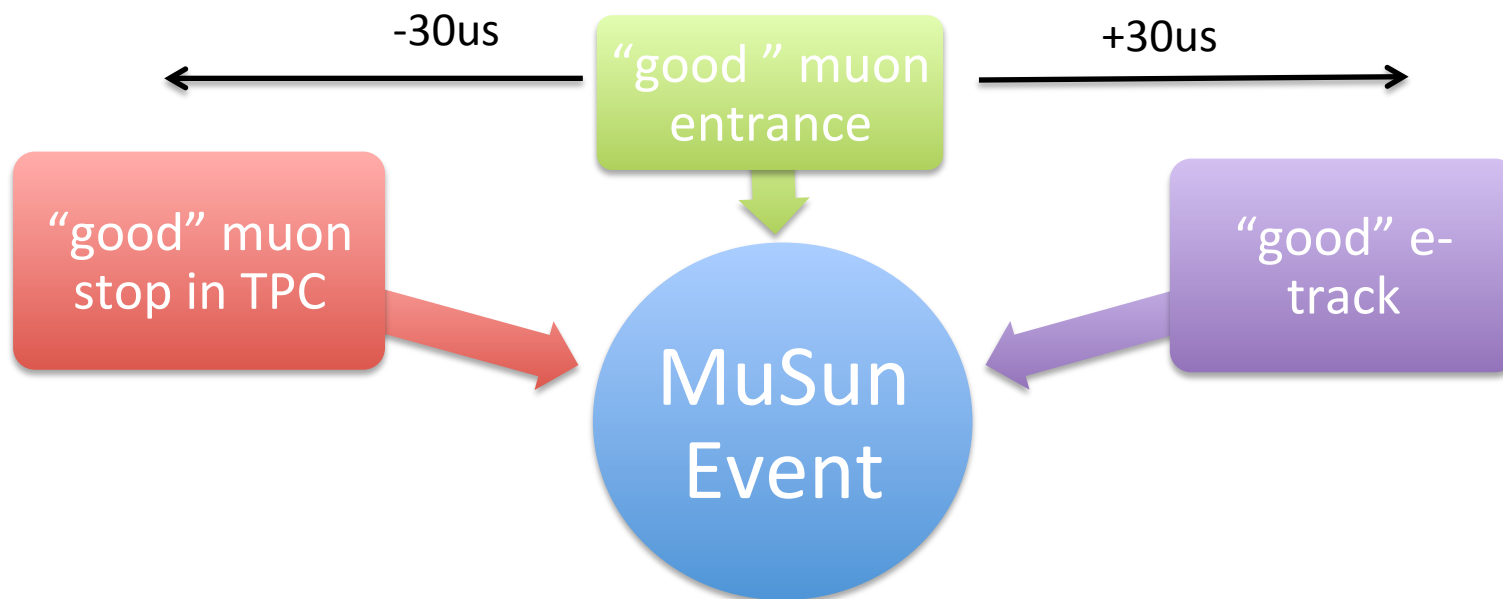 -30us
“good ” muon
entrance
+30us
“good” muon
stop in TPC
“good” e-
track
MuSun
Event